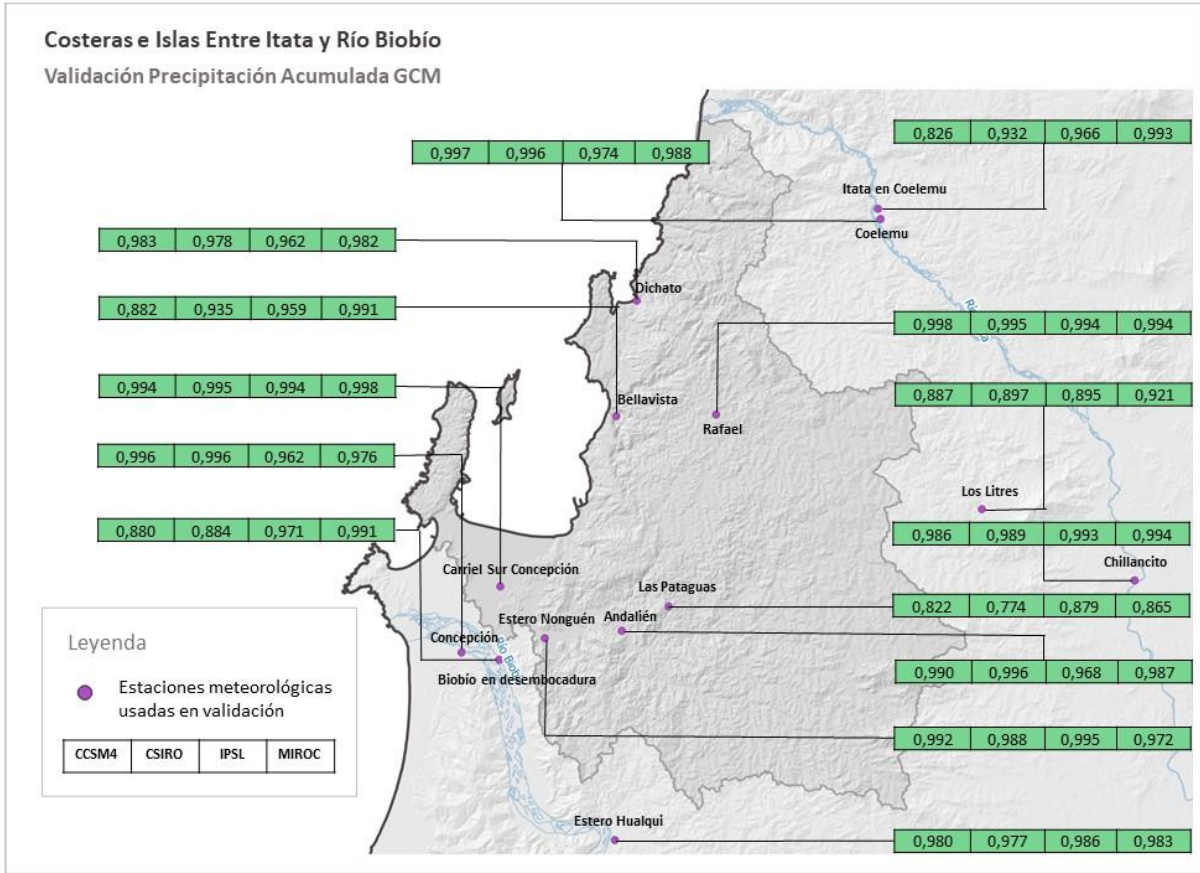 Costeras e Islas Entre Itata y Río Biobío
Validación Precipitación Acumulada GCM
0,826 0,932 0,966 0,993
0,997 0,996 0,974 0,988
Itata en Coelemu
Coelemu
0,983 0,978 0,962 0,982
Dichato
0,882 0,935 0,959 0,991
0,998 0,995 0,994 0,994
0,994 0,995 0,994 0,998
0,887 0,897 0,895 0,921
Bellavista
Rafael
0,996 0,996 0,962 0,976
Los Litres
0,880 0,884 0,971 0,991
0,986 0,989 0,993 0,994
Chillancito
Carriel Sur Concepción
Las Pataguas
0,822 0,774 0,879 0,865
Estero Nonguén
Andalién
Concepción
Río Biobío
Biobío en desembocadura
0,990 0,996 0,968 0,987
Leyenda
Estaciones meteorológicas
usadas en validación
CCSM4 CSIRO IPSL MIROC
0,992 0,988 0,995 0,972
Estero Hualqui
0,980 0,977 0,986 0,983